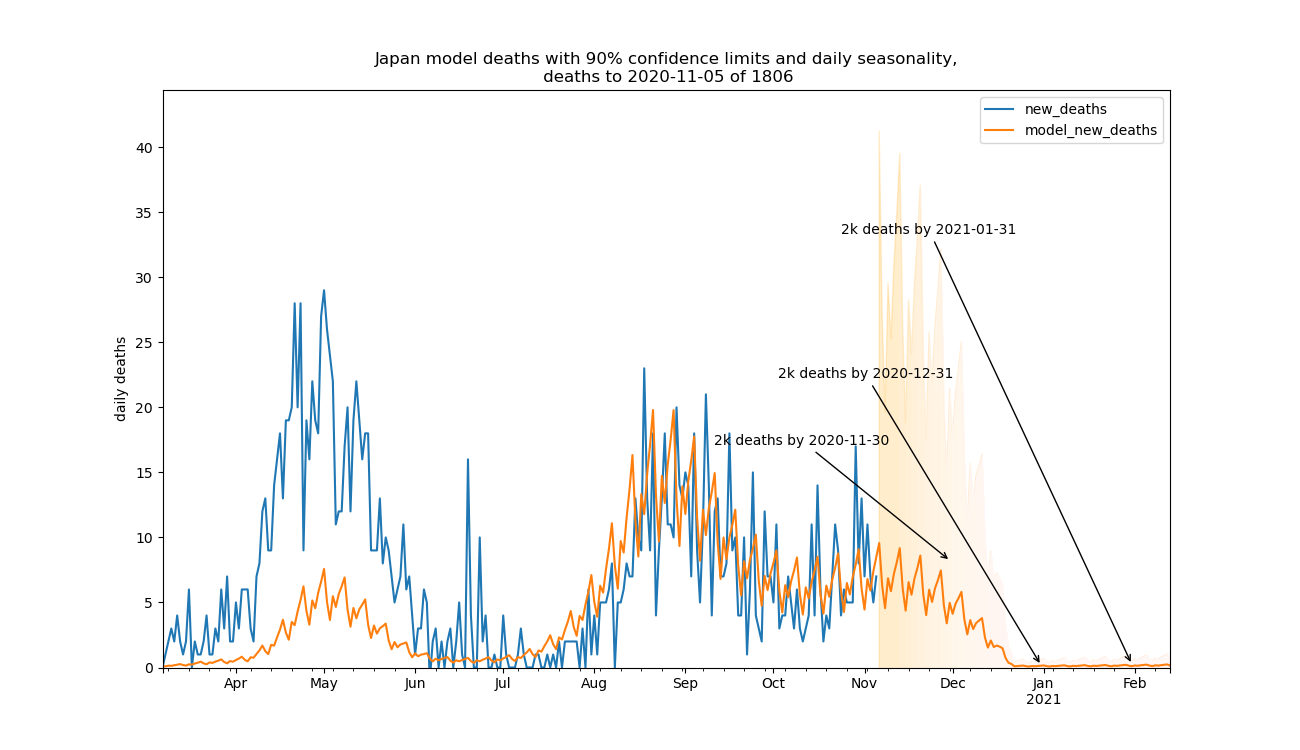 Japan model deaths with 90% confidence limits and daily seasonality,
deaths to 2020-11-05 of 1806
new_deaths
model_new_deaths
daily deaths
40
35
30
25
20
15
10
5
0
2k deaths by 2021-01-31
2k deaths by 2020-12-31
2k deaths by 2020-11-30
Apr May Jun Jul Aug Sep Oct Nov Dec Jan Feb
2021